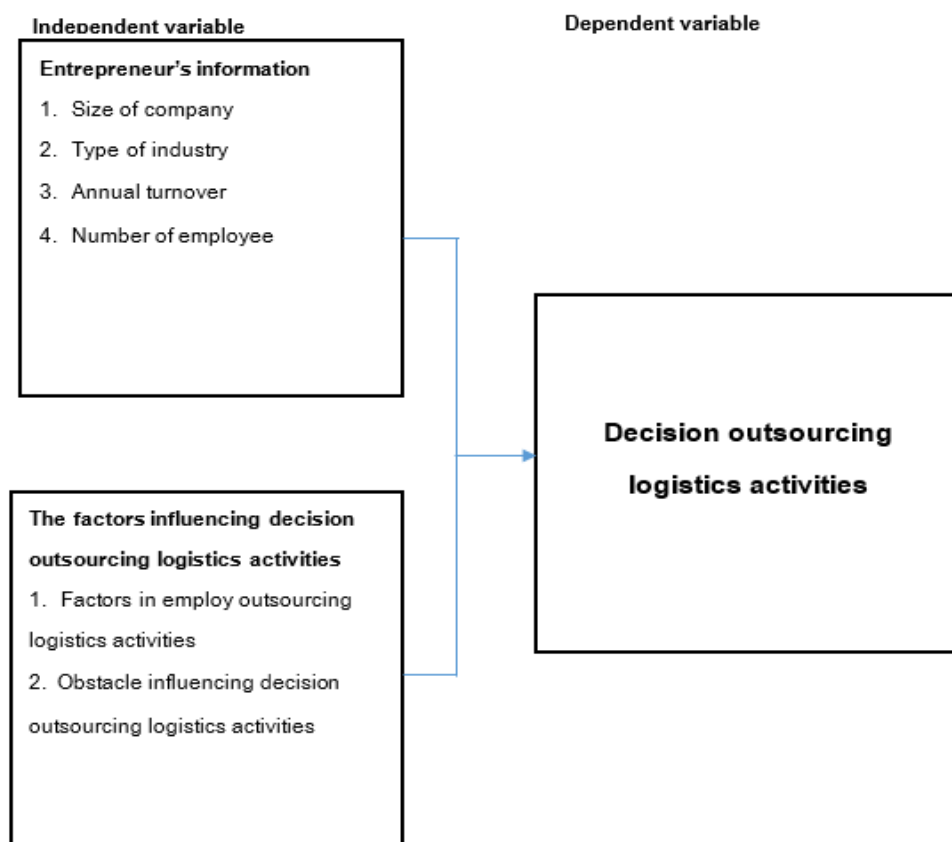 Independent variable
Dependent variable
Entrepreneur's information
1. Size of company
2. Type of industry
3. Annual turnover
4. Number of employee
The factors influencing decision
outsourcing logistics activities
1. Factors in employ outsourcing
logistics activities
2. Obstacle influencing decision
outsourcing logistics activities
Decision outsourcing
logistics activities